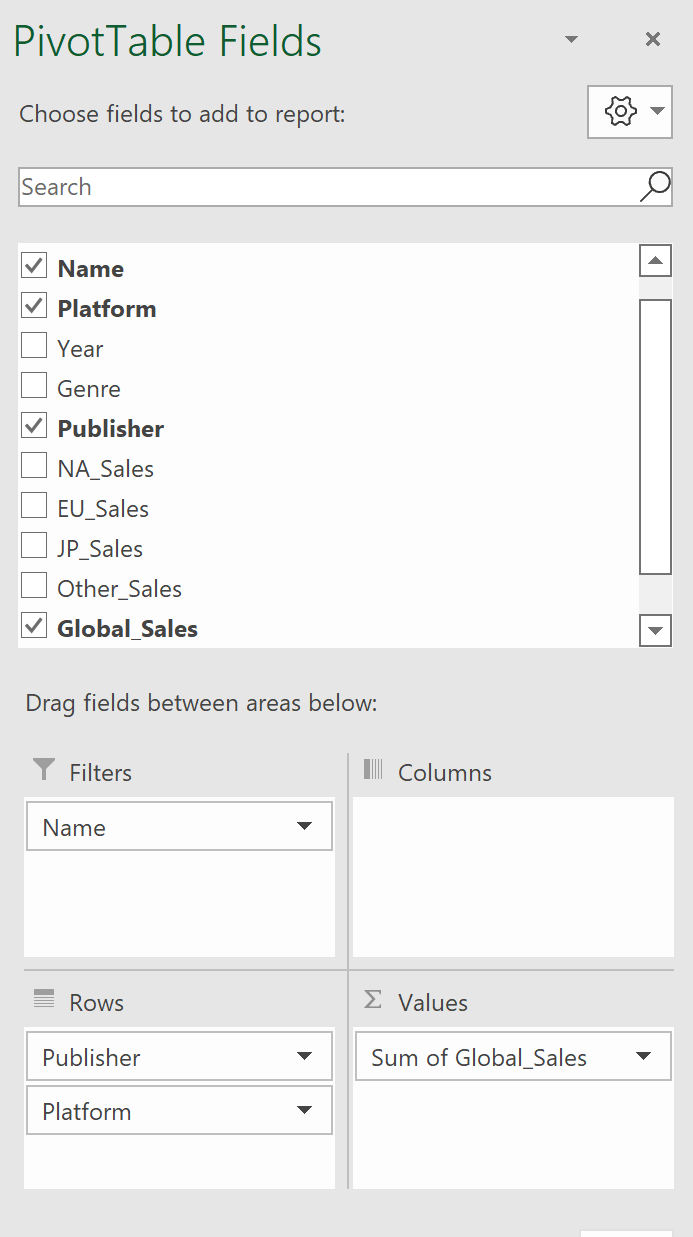 PivotTable Fields
Choose fields to add to report:
Search
Name
Platform
Year
Genre
Publisher
NA_Sales
EU_Sales
JP_Sales
Other_Sales
Global_Sales
Drag fields between areas below:
Filters
Name
Columns
Rows
Publisher
Platform
Values
Sum of Global_Sales